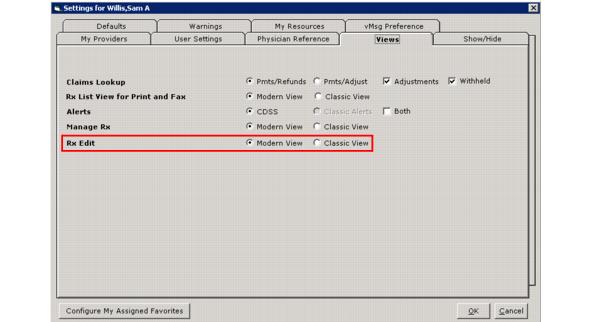 Settings for Willis,Sam A
Defaults Warnings My Resources vMsg Preference
My Providers User Settings Physician Reference Views Show/Hide
Claims Lookup Pmts/Refunds Pmts/Adjust Adjustments Withheld
Rx List View for Print and Fax Modern View Classic View
Alerts CDSS Classic Alerts Both
Manage Rx Modern View Classic View
Rx Edit Modern View Classic View
Configure My Assigned Favorites OK Cancel